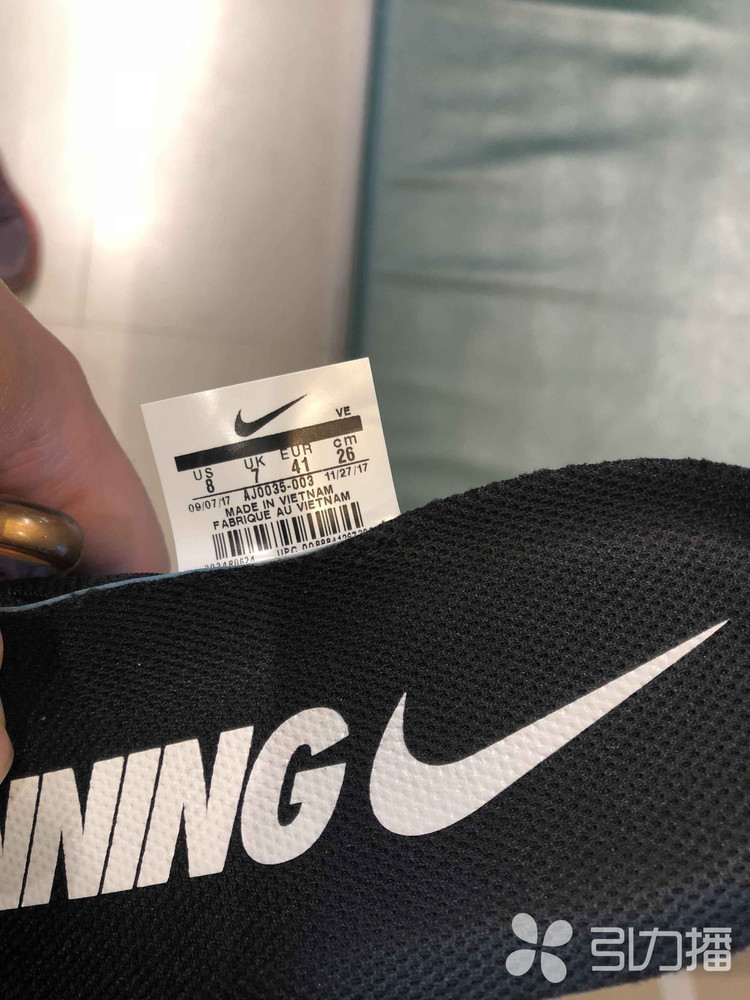 VE
US UK EUR cm
8 7 41 26
09/07/17 AJ0035-003 11/27/17
MADE IN VIETNAM
FABRIQUE AU VIETNAM
NNING
引力播